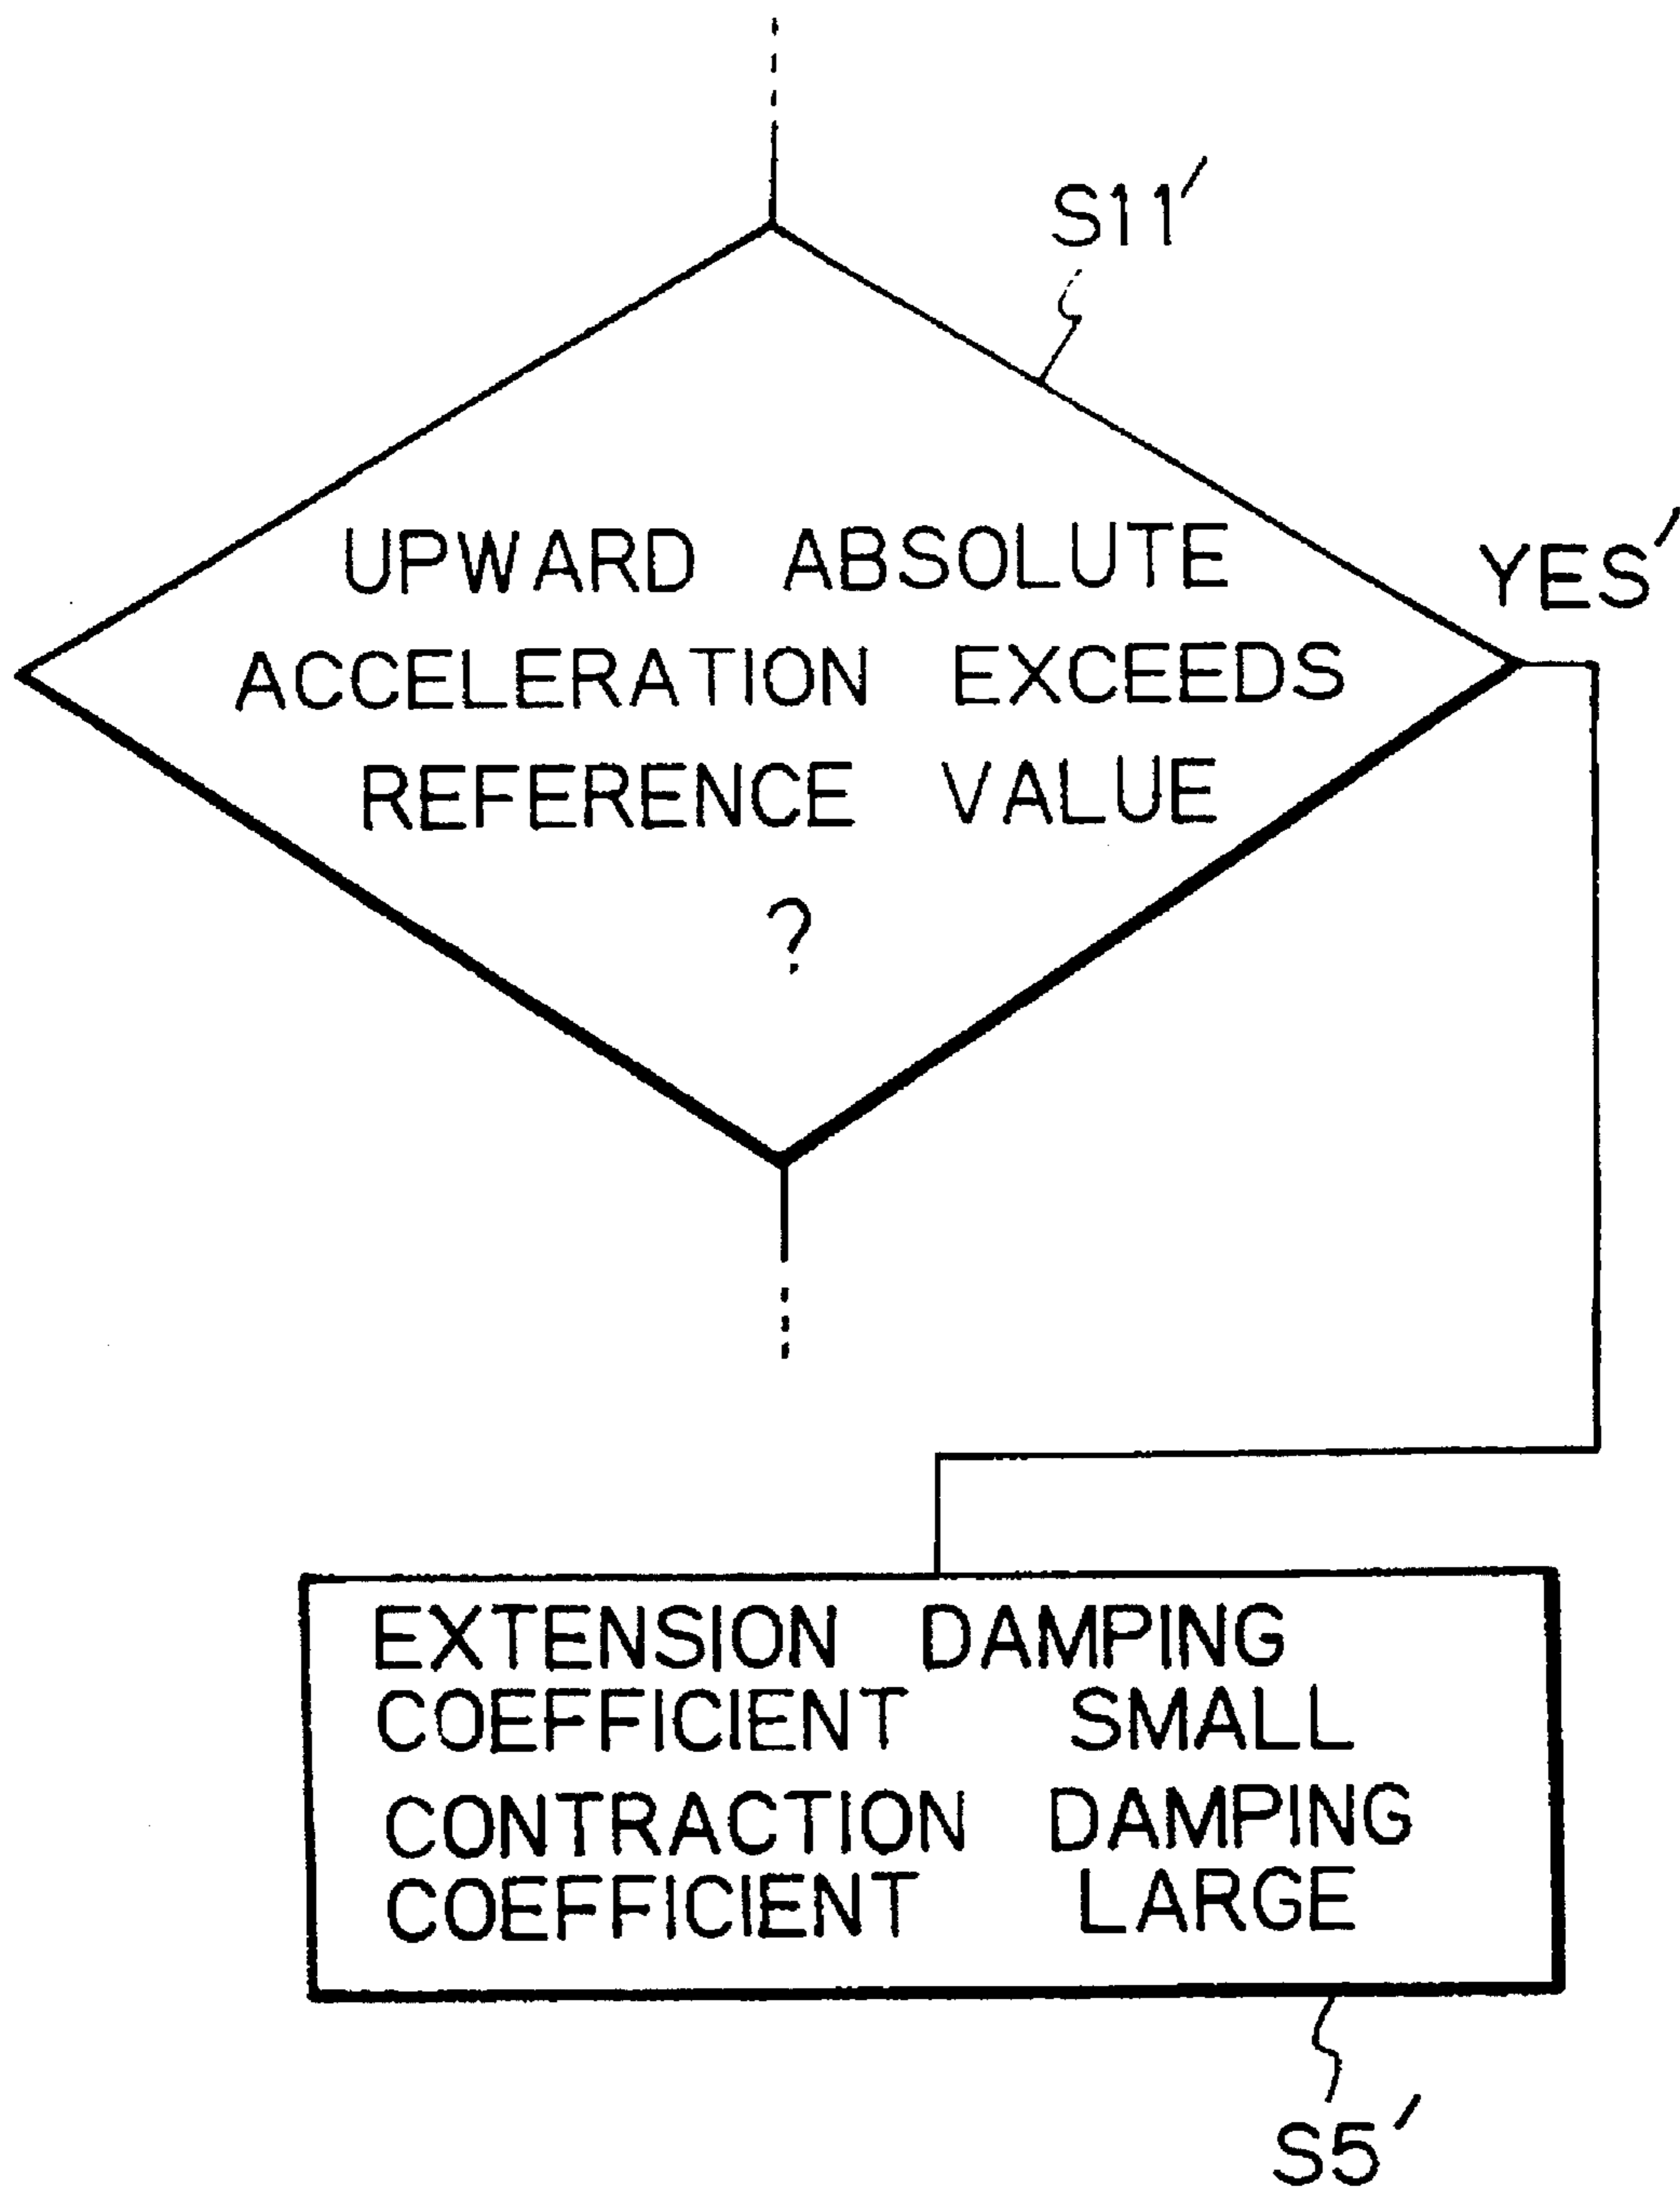 S11′
UPWARD ABSOLUTE
ACCELERATION EXCEEDS
REFERENCE VALUE
?
YES′
EXTENSION DAMPING
COEFFICIENT SMALL
CONTRACTION DAMPING
COEFFICIENT LARGE
S5′